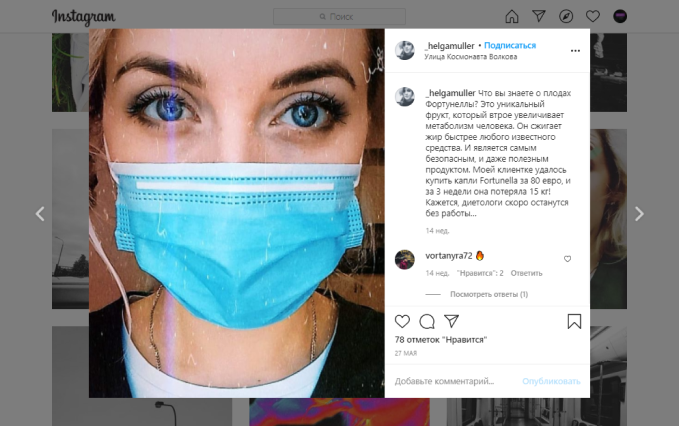 Instagram
Поиск
_helgamuller • Подписаться
Улица Космонавта Волкова
_helgamuller Что вы знаете о плодах
Фортунеллы? Это уникальный
фрукт, который втрое увеличивает
метаболизм человека. Он сжигает
жир быстрее любого известного
средства. И является самым
безопасным, и даже полезным
продуктом. Моей клиентке удалось
купить капли Fortunella за 80 евро, и
за 3 недели она потеряла 15 кг!
Кажется, диетологи скоро останутся
без работы...
14 нед.
vortanyra72 🔥
14 нед. "Нравится": 2 Ответить
Посмотреть ответы (1)
78 отметок "Нравится"
27 МАЯ
Добавьте комментарий... Опубликовать